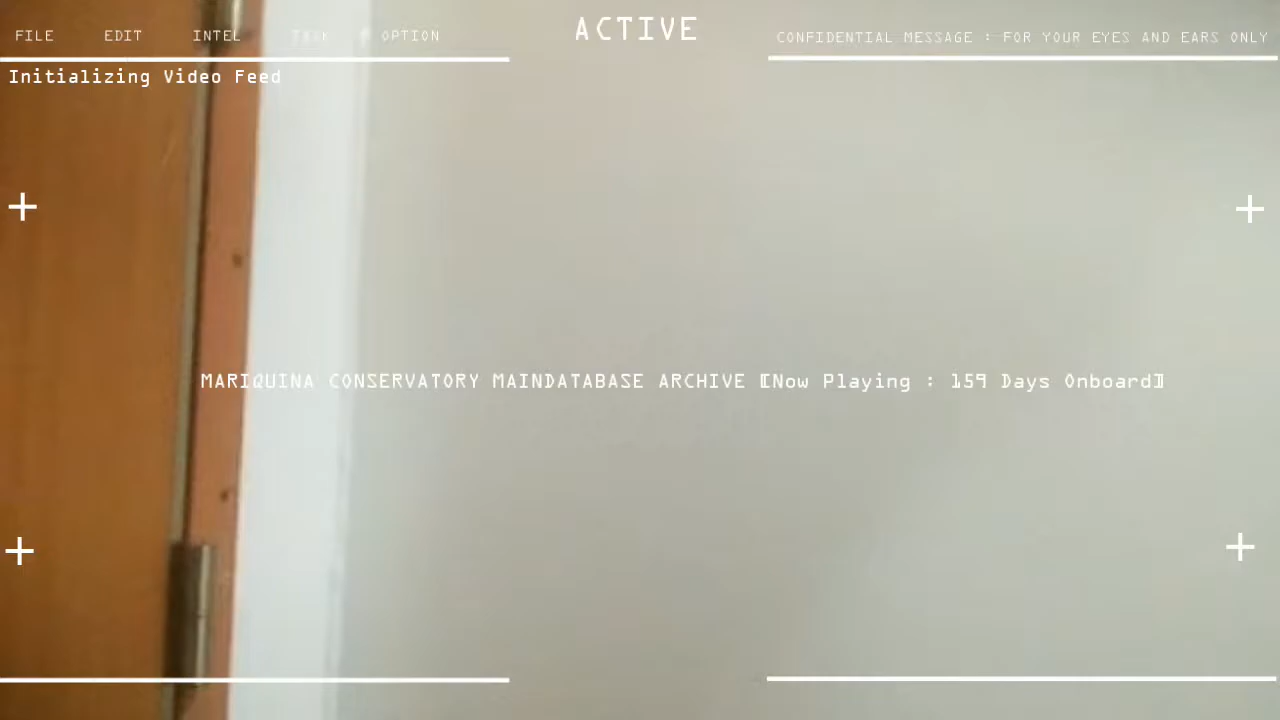 FILE EDIT INTEL TASK OPTION
ACTIVE
CONFIDENTIAL MESSAGE : FOR YOUR EYES AND EARS ONLY
Initializing Video Feed
MARIQUINA CONSERVATORY MAINDATABASE ARCHIVE [Now Playing : 159 Days Onboard]